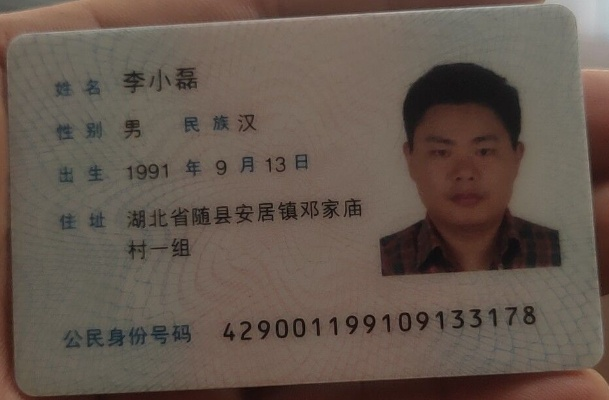 姓名 李小磊
性别 男 民族 汉
出生 1991 年 9 月 13 日
住址 湖北省随县安居镇邓家庙
村一组
公民身份号码 429001199109133178